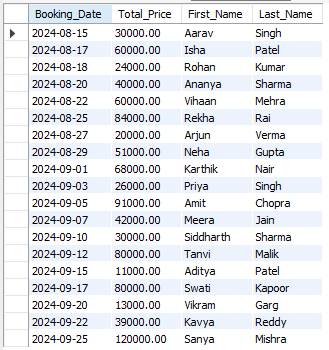 Booking_Date Total_Price First_Name Last_Name
2024-08-15 30000.00 Aarav Singh
2024-08-17 60000.00 Isha Patel
2024-08-18 24000.00 Rohan Kumar
2024-08-20 40000.00 Ananya Sharma
2024-08-22 60000.00 Vihaan Mehra
2024-08-25 84000.00 Rekha Rai
2024-08-27 20000.00 Arjun Verma
2024-08-29 51000.00 Neha Gupta
2024-09-01 68000.00 Karthik Nair
2024-09-03 26000.00 Priya Singh
2024-09-05 91000.00 Amit Chopra
2024-09-07 42000.00 Meera Jain
2024-09-10 30000.00 Siddharth Sharma
2024-09-12 80000.00 Tanvi Malik
2024-09-15 11000.00 Aditya Patel
2024-09-17 80000.00 Swati Kapoor
2024-09-20 13000.00 Vikram Garg
2024-09-22 39000.00 Kavya Reddy
2024-09-25 120000.00 Sanya Mishra